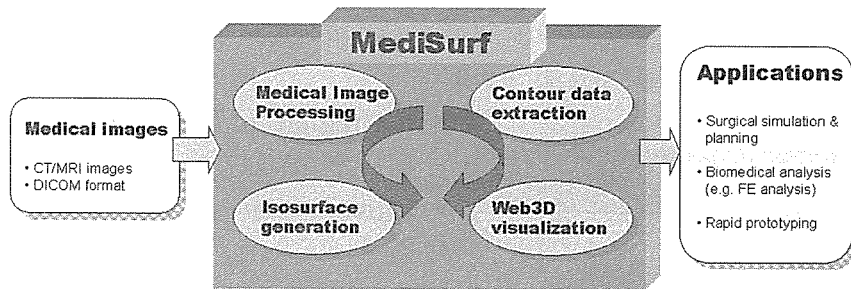 MediSurf
Medical images
• CT/MRI images
• DICOM format
Medical Image
Processing
Contour data
extraction
Isosurface
generation
Web3D
visualization
Applications
• Surgical simulation &
planning
• Biomedical analysis
(e.g. FE analysis)
• Rapid prototyping